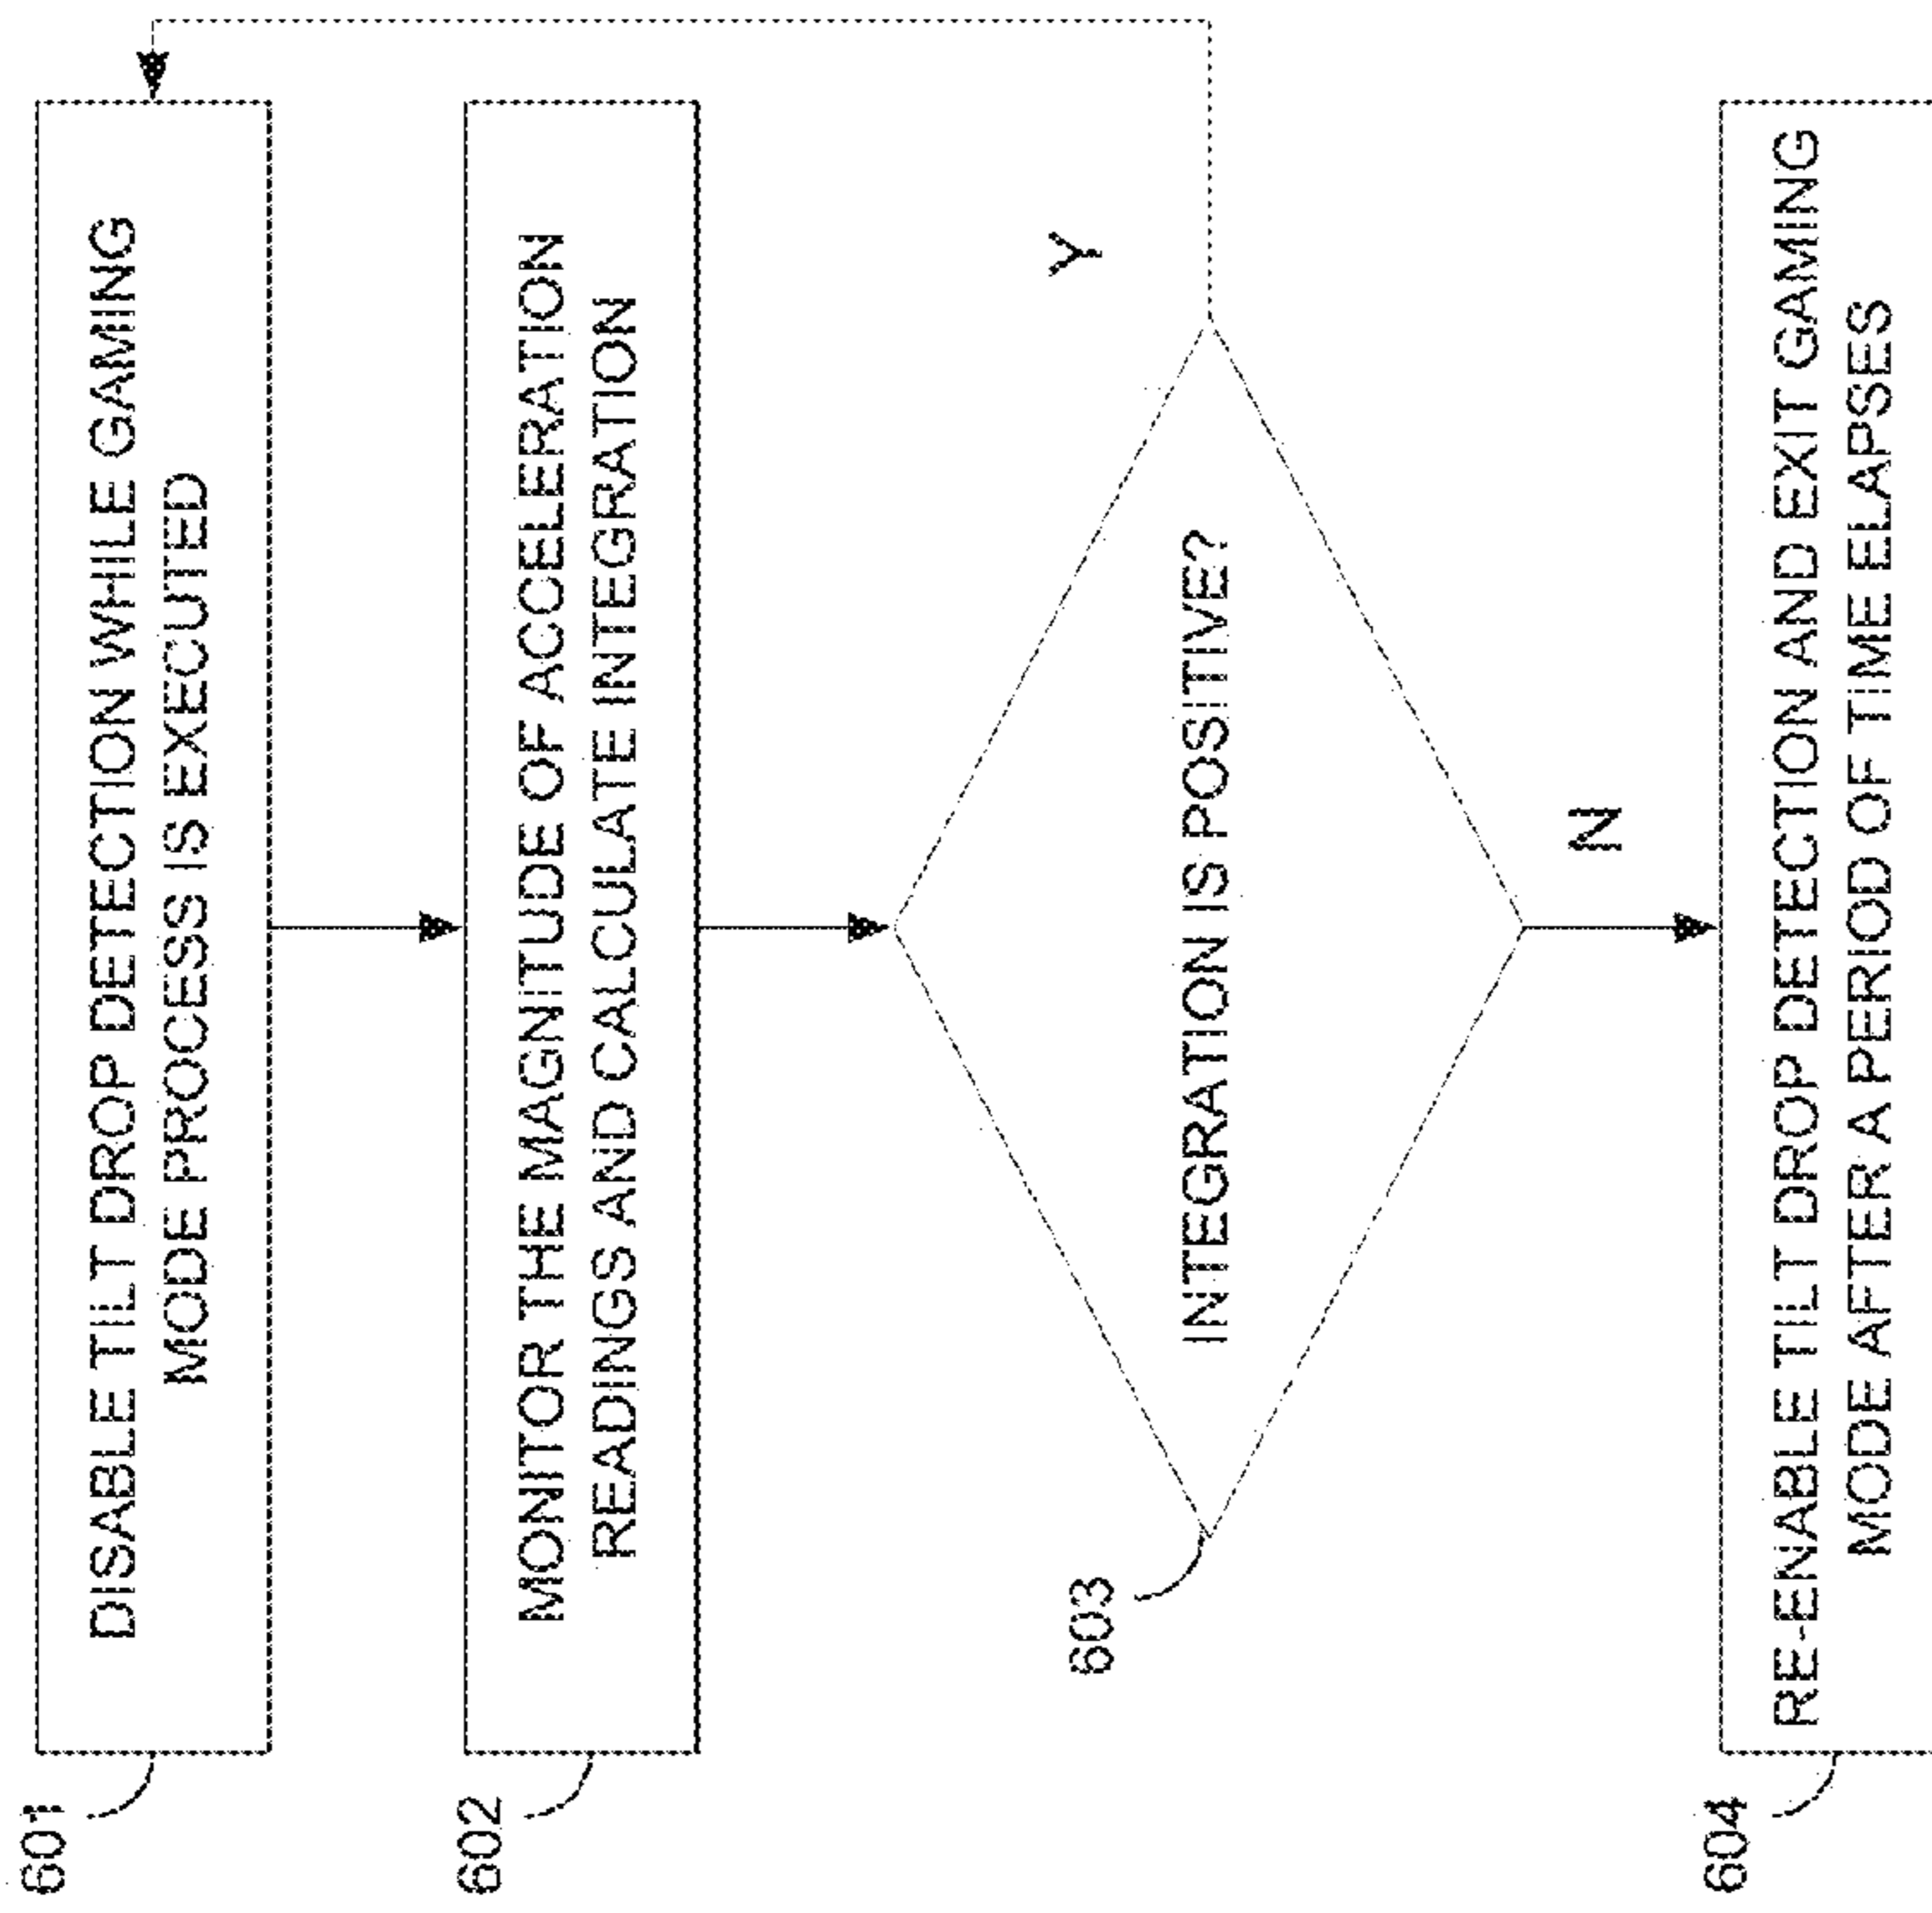 601
DISABLE TILT DROP DETECTION WHILE GAMING
MODE PROCESS IS EXECUTED
602
MONITOR THE MAGNITUDE OF ACCELERATION
READINGS AND CALCULATE INTEGRATION
603
INTEGRATION IS POSITIVE?
Y
N
604
RE-ENABLE TILT DROP DETECTION AND EXIT GAMING
MODE AFTER A PERIOD OF TIME ELAPSES